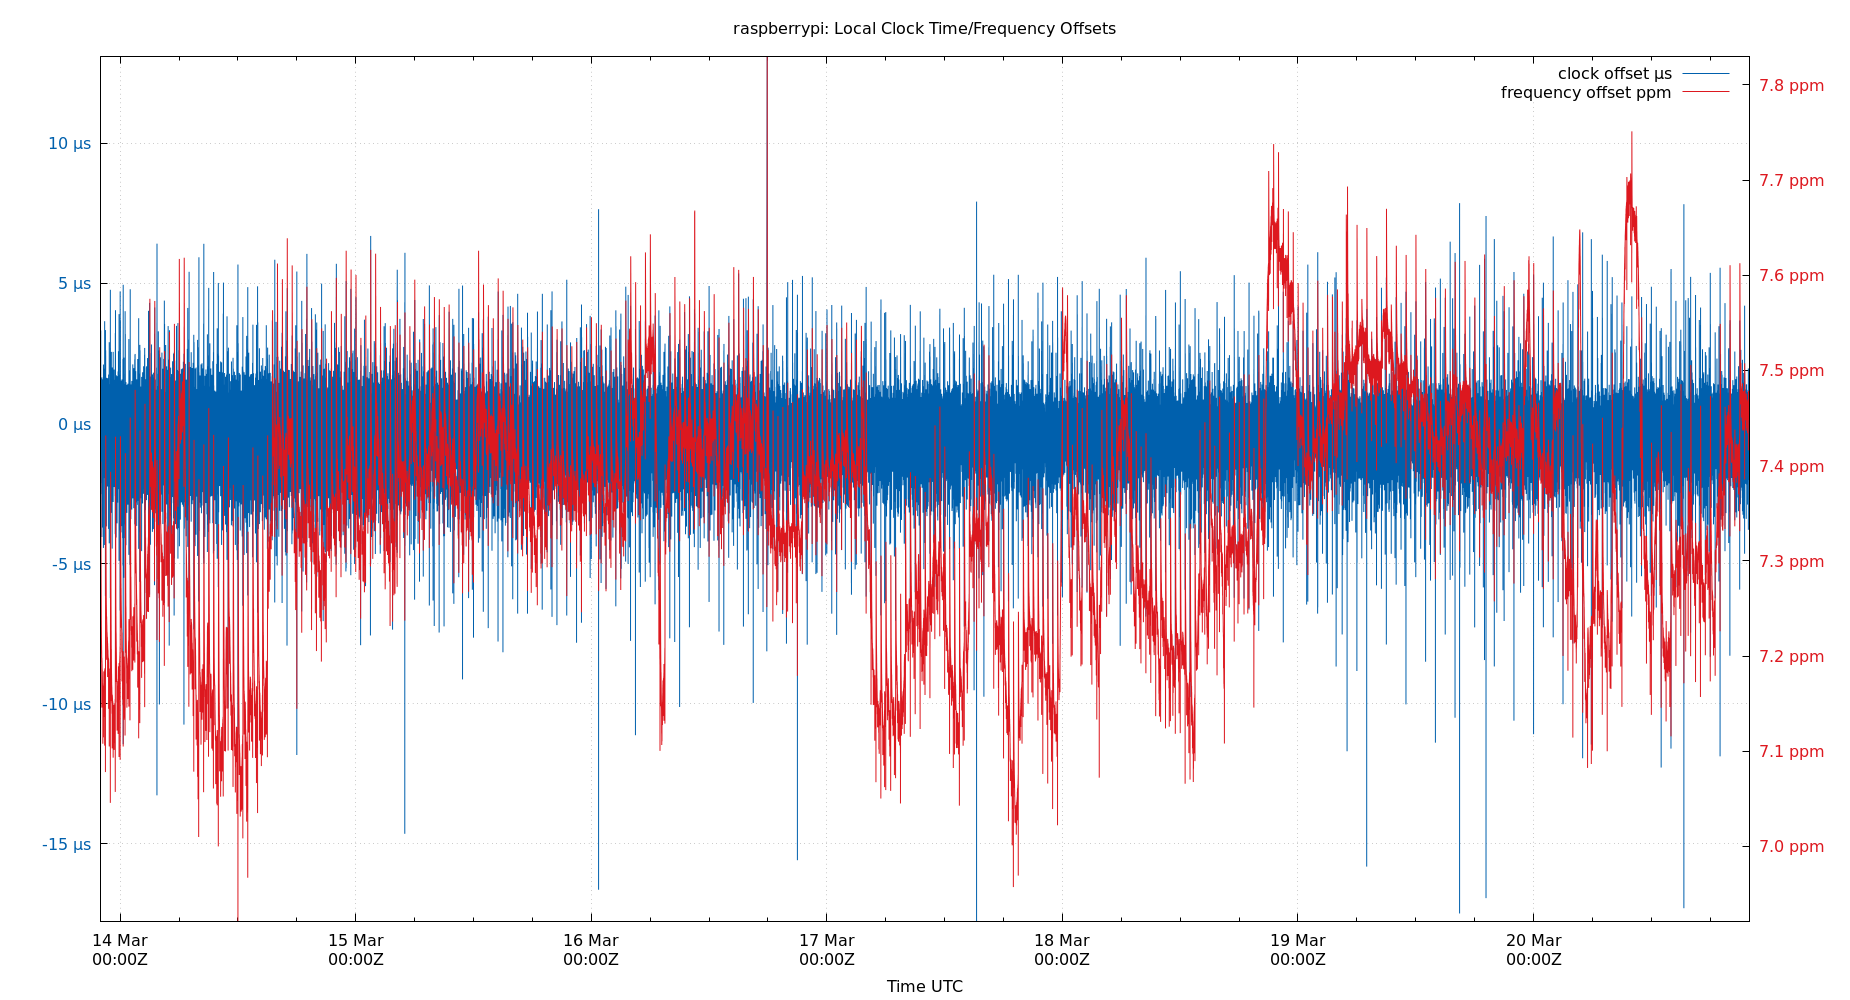 raspberrypi: Local Clock Time/Frequency Offsets
clock offset µs
frequency offset ppm
10 µs
5 µs
0 µs
-5 µs
-10 µs
-15 µs
7.8 ppm
7.7 ppm
7.6 ppm
7.5 ppm
7.4 ppm
7.3 ppm
7.2 ppm
7.1 ppm
7.0 ppm
14 Mar
00:00Z
15 Mar
00:00Z
16 Mar
00:00Z
17 Mar
00:00Z
18 Mar
00:00Z
19 Mar
00:00Z
20 Mar
00:00Z
Time UTC